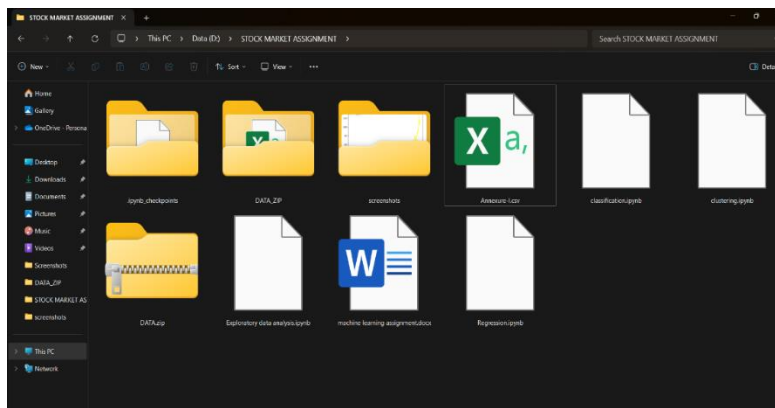 STOCK MARKET ASSIGNMENT
This PC > Data (D:) > STOCK MARKET ASSIGNMENT >
Search STOCK MARKET ASSIGNMENT
New
Sort
View
Deta
Home
Gallery
OneDrive - Persona
Desktop
Downloads
Documents
Pictures
Music
Videos
Screenshots
DATA_ZIP
STOCK MARKET AS
screenshots
This PC
Network
.ipynb_checkpoints
DATA_ZIP
screenshots
a,
Annexure-I.csv
classification.ipynb
clustering.ipynb
DATA.zip
Exploratory data analysis.ipynb
machine learning assignment.docx
Regression.ipynb